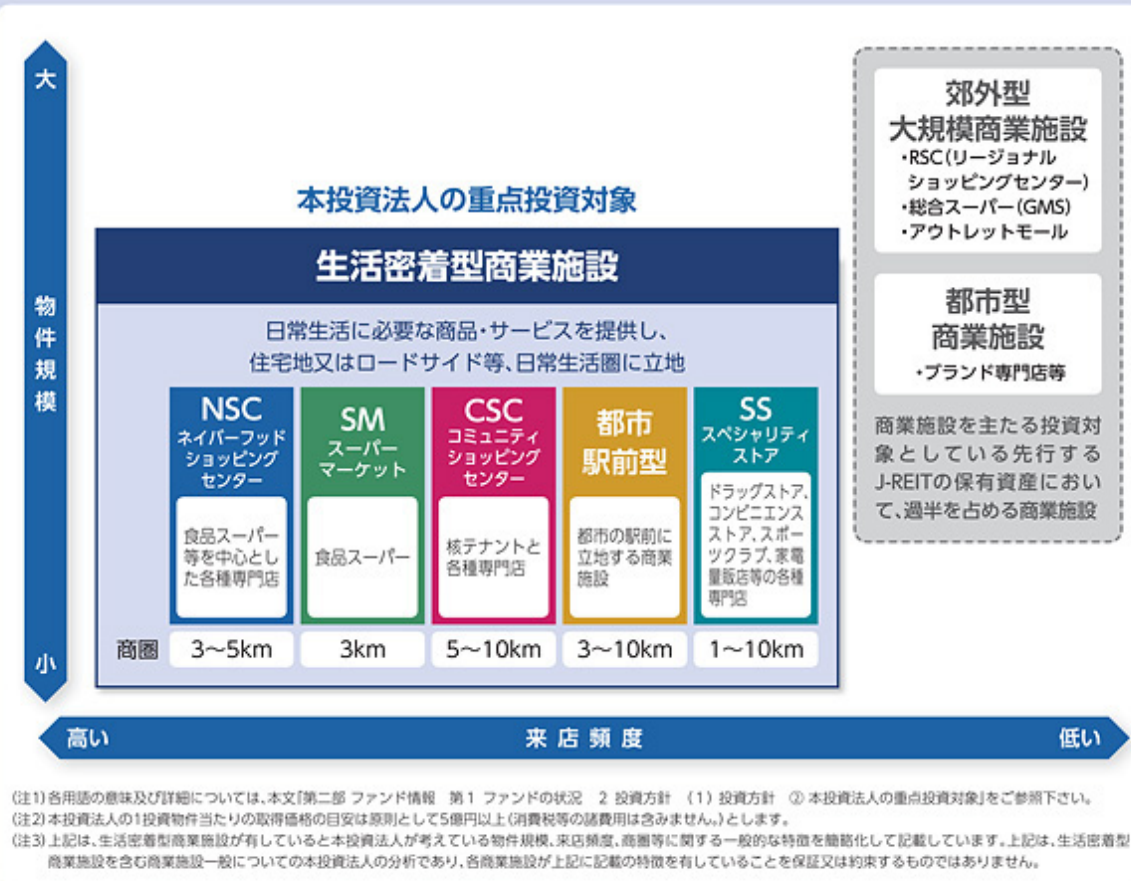 大
物件規模
小
本投資法人の重点投資対象
生活密着型商業施設
日常生活に必要な商品・サービスを提供し、
住宅地又はロードサイド等、日常生活圏に立地
NSC
ネイバーフッド
ショッピング
センター
食品スーパー
等を中心とし
た各種専門店
SM
スーパー
マーケット
食品スーパー
CSC
コミュニティ
ショッピング
センター
核テナントと
各種専門店
都市
駅前型
都市の駅前に
立地する商業
施設
SS
スペシャリティ
ストア
ドラッグストア、
コンビニエンス
ストア、スポー
ツクラブ、家電
量販店等の各種
専門店
商圏 3〜5km 3km 5〜10km 3〜10km 1〜10km
郊外型
大規模商業施設
・RSC(リージョナル
ショッピングセンター)
・総合スーパー(GMS)
・アウトレットモール
都市型
商業施設
・ブランド専門店等
商業施設を主たる投資対
象としている先行する
J-REITの保有資産におい
て、過半を占める商業施設
高い 来店頻度 低い
(注1)各用語の意味及び詳細については、本文「第二部 ファンド情報 第1 ファンドの状況 2 投資方針 (1) 投資方針 ② 本投資法人の重点投資対象」をご参照下さい。
(注2)本投資法人の1投資物件当たりの取得価格の目安は原則として5億円以上(消費税等の諸費用は含みません。)とします。
(注3)上記は、生活密着型商業施設が有していると本投資法人が考えている物件規模、来店頻度、商圏等に関する一般的な特徴を簡略化して記載しています。上記は、生活密着型
商業施設を含む商業施設一般についての本投資法人の分析であり、各商業施設が上記に記載の特徴を有していることを保証又は約束するものではありません。